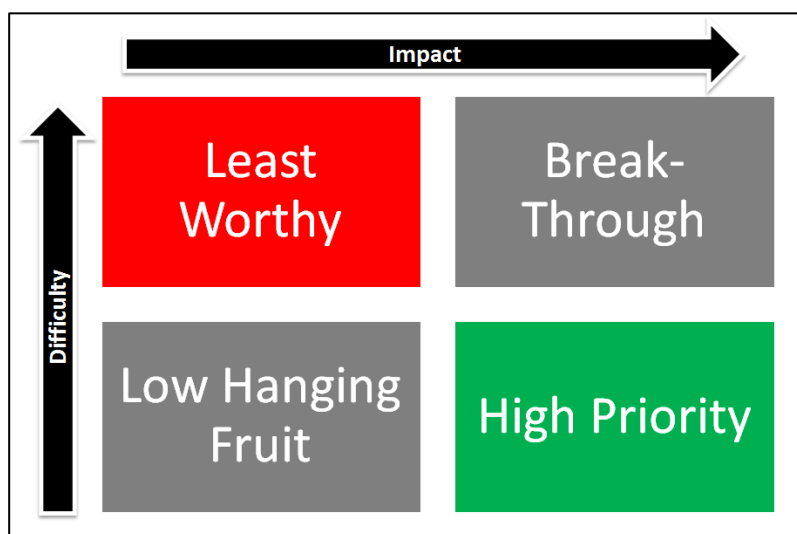 Impact
Least
Worthy
Break-
Through
Difficulty
Low Hanging
Fruit
High Priority